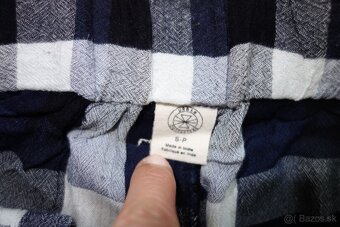 S-P
Made in India
Fabriqué en Inde
© Bazos.sk